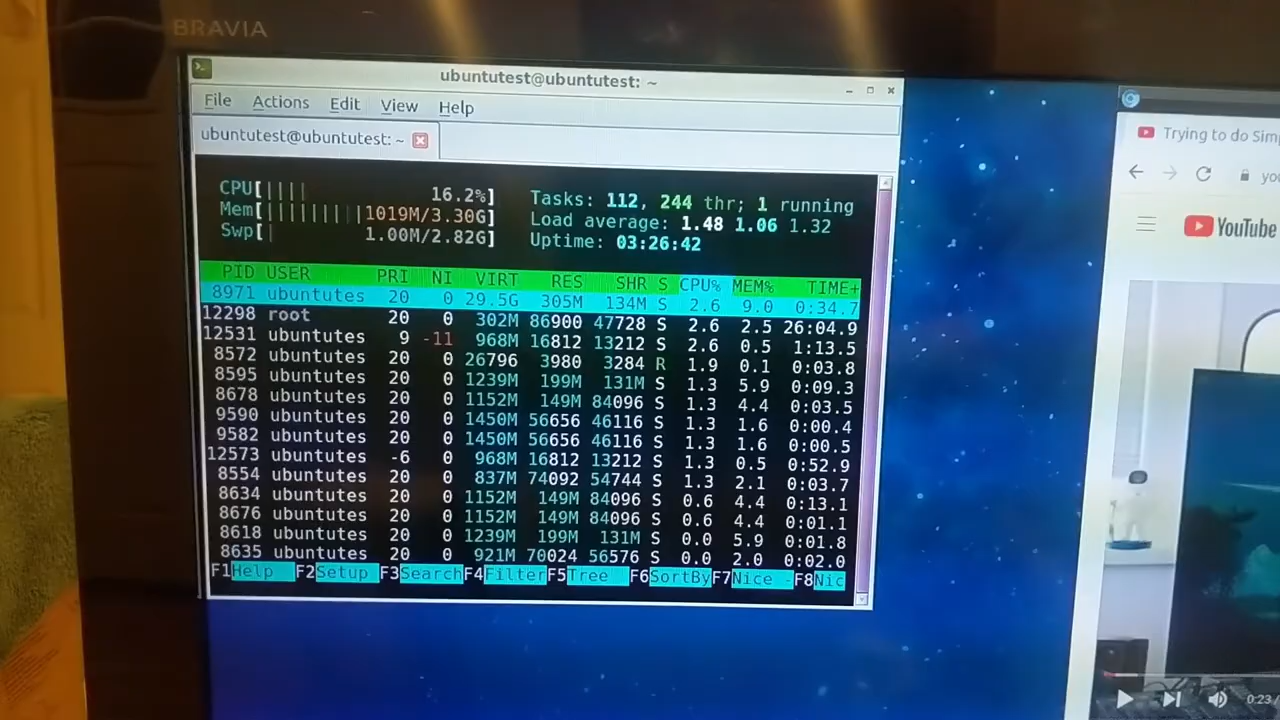 BRAVIA
ubuntutest@ubuntutest: ~
File Actions Edit View Help
ubuntutest@ubuntutest: ~
CPU[|||| 16.2%]
Mem[|||||||||1019M/3.30G]
Swp[| 1.00M/2.82G]
Tasks: 112, 244 thr; 1 running
Load average: 1.48 1.06 1.32
Uptime: 03:26:42
PID USER PRI NI VIRT RES SHR S CPU% MEM% TIME+
8971 ubuntutes 20 0 29.5G 305M 134M S 2.6 9.0 0:34.7
12298 root 20 0 302M 86900 47728 S 2.6 2.5 26:04.9
12531 ubuntutes 9 -11 968M 16812 13212 S 2.6 0.5 1:13.5
8572 ubuntutes 20 0 26796 3980 3284 R 1.9 0.1 0:03.8
8595 ubuntutes 20 0 1239M 199M 131M S 1.3 5.9 0:09.3
8678 ubuntutes 20 0 1152M 149M 84096 S 1.3 4.4 0:03.5
9590 ubuntutes 20 0 1450M 56656 46116 S 1.3 1.6 0:00.4
9582 ubuntutes 20 0 1450M 56656 46116 S 1.3 1.6 0:00.5
12573 ubuntutes -6 0 968M 16812 13212 S 1.3 0.5 0:52.9
8554 ubuntutes 20 0 837M 74092 54744 S 1.3 2.1 0:03.7
8634 ubuntutes 20 0 1152M 149M 84096 S 0.6 4.4 0:13.1
8676 ubuntutes 20 0 1152M 149M 84096 S 0.6 4.4 0:01.1
8618 ubuntutes 20 0 1239M 199M 131M S 0.0 5.9 0:01.8
8635 ubuntutes 20 0 921M 70024 56576 S 0.0 2.0 0:02.0
F1Help F2Setup F3SearchF4FilterF5Tree F6SortByF7Nice -F8Nic
Trying to do Sim
yo
YouTube
0:23 /